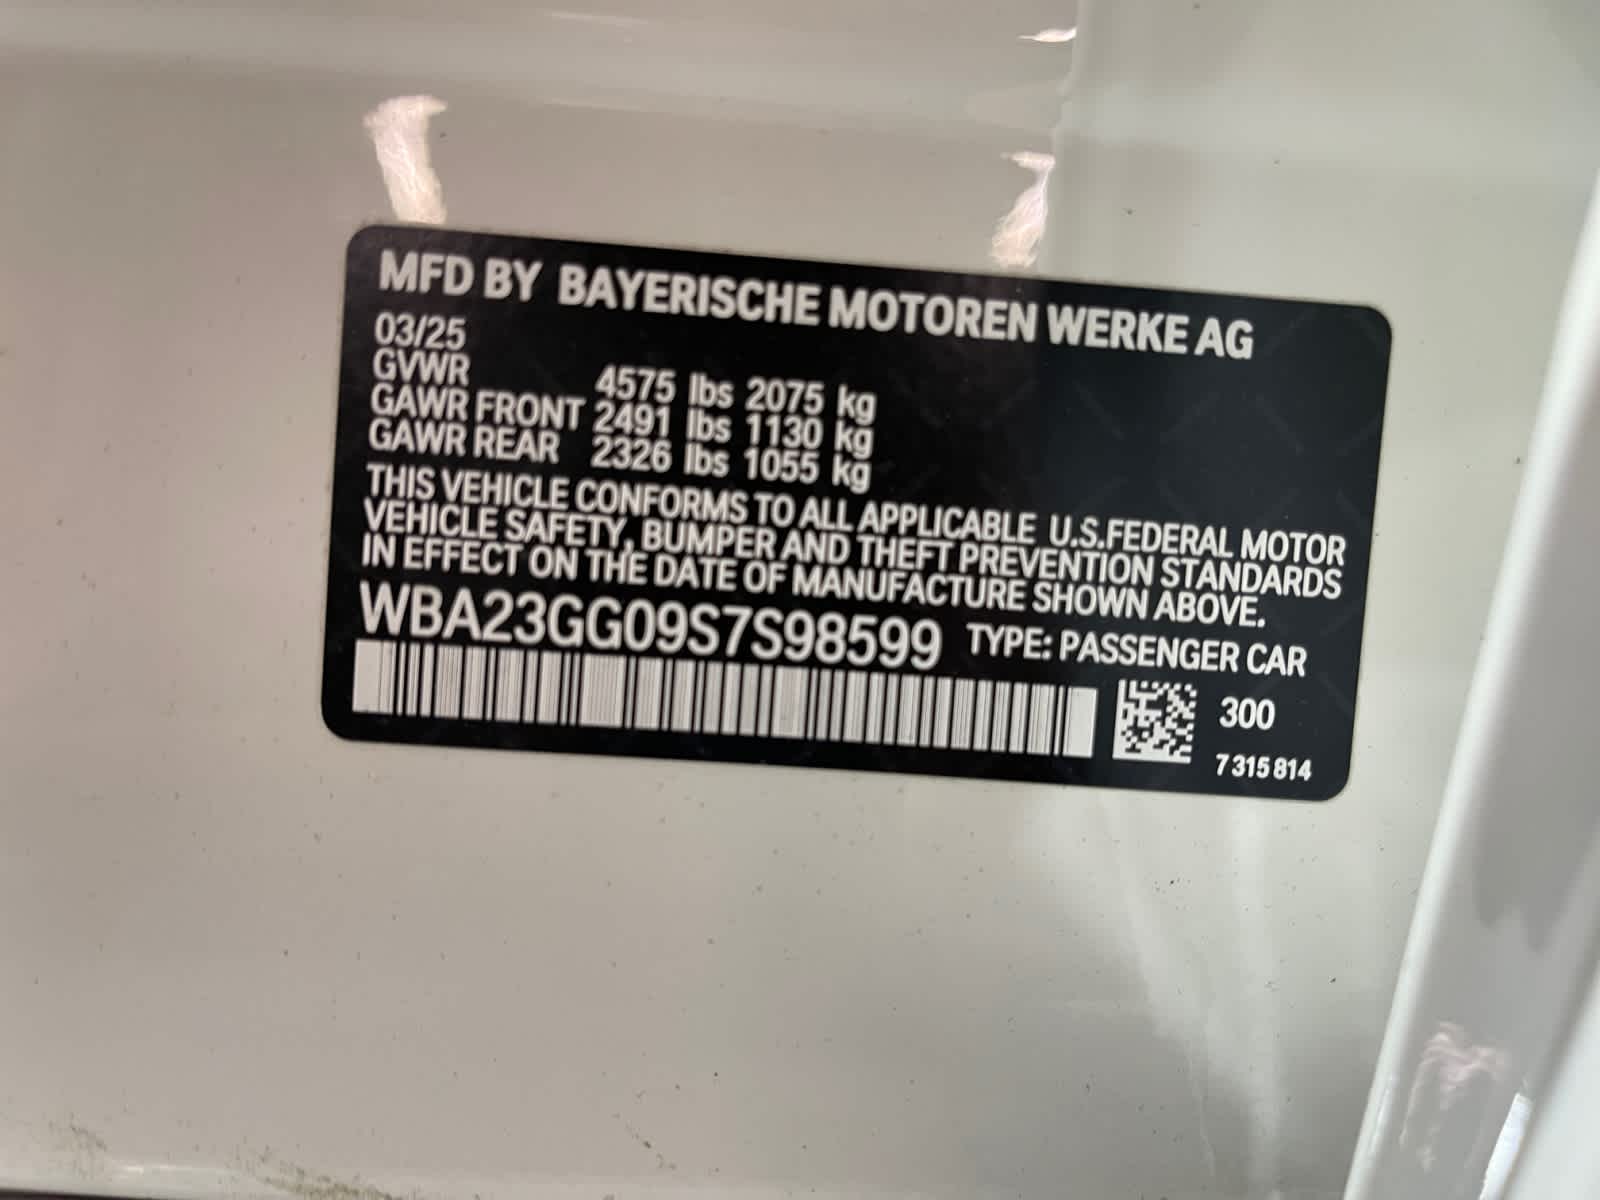 MFD BY BAYERISCHE MOTOREN WERKE AG
03/25
GVWR 4575 lbs 2075 kg
GAWR FRONT 2491 lbs 1130 kg
GAWR REAR 2326 lbs 1055 kg
THIS VEHICLE CONFORMS TO ALL APPLICABLE U.S.FEDERAL MOTOR
VEHICLE SAFETY, BUMPER AND THEFT PREVENTION STANDARDS
IN EFFECT ON THE DATE OF MANUFACTURE SHOWN ABOVE.
WBA23GG09S7S98599 TYPE: PASSENGER CAR
300
7 315 814